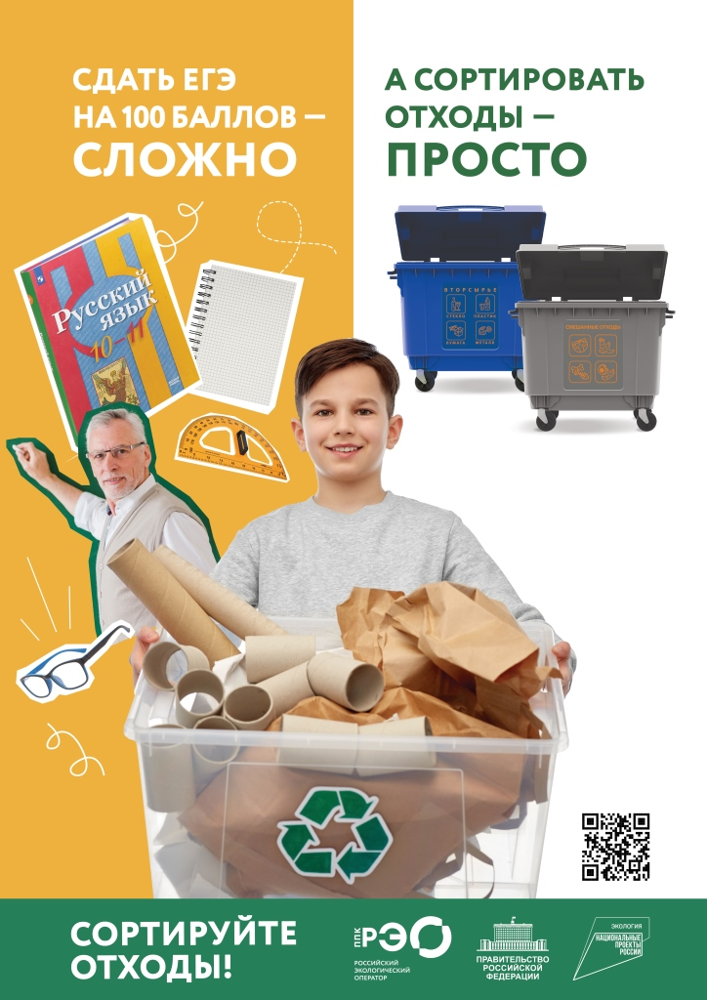 СДАТЬ ЕГЭ
НА 100 БАЛЛОВ —
СЛОЖНО
А СОРТИРОВАТЬ
ОТХОДЫ —
ПРОСТО
Русский
язык
10–11
ВТОРСЫРЬЕ
СТЕКЛО ПЛАСТИК
БУМАГА МЕТАЛЛ
СМЕШАННЫЕ ОТХОДЫ
СОРТИРУЙТЕ
ОТХОДЫ!
ППК РЭО
РОССИЙСКИЙ
ЭКОЛОГИЧЕСКИЙ
ОПЕРАТОР
ПРАВИТЕЛЬСТВО
РОССИЙСКОЙ
ФЕДЕРАЦИИ
ЭКОЛОГИЯ
НАЦИОНАЛЬНЫЕ
ПРОЕКТЫ
РОССИИ